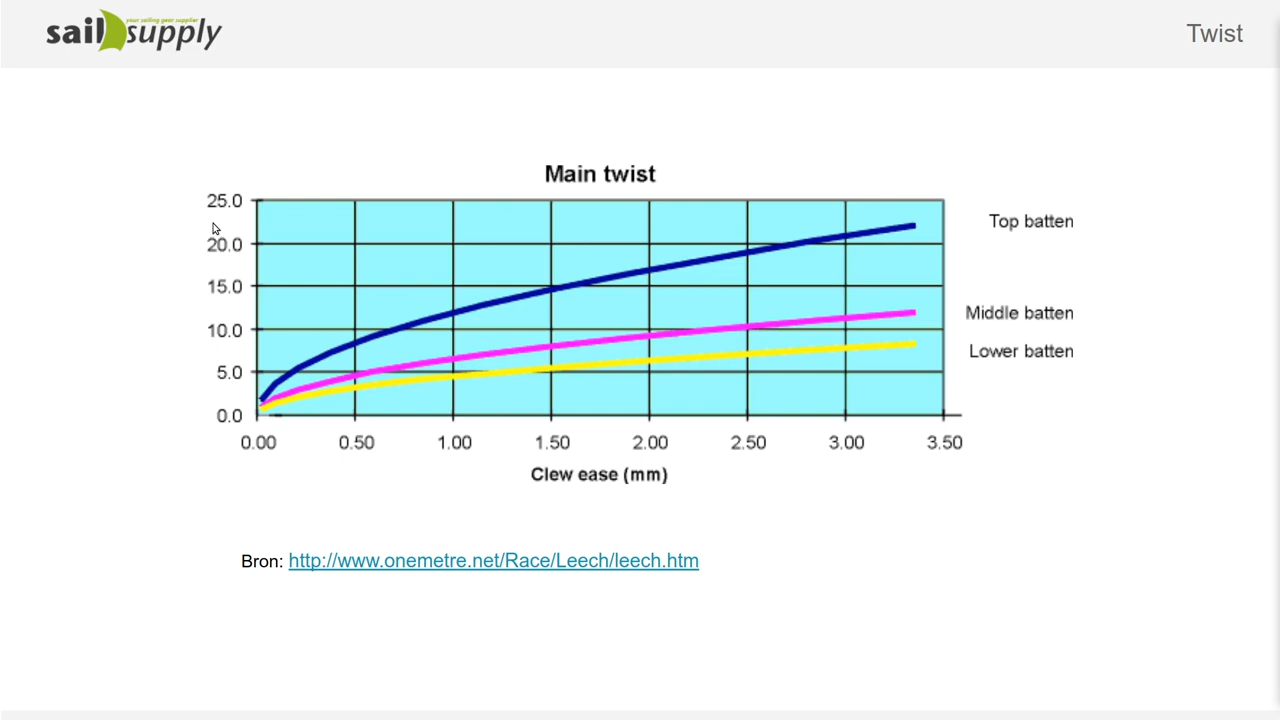 your sailing gear supplier
sail supply
Twist
Main twist
25.0
20.0
15.0
10.0
5.0
0.0
Top batten
Middle batten
Lower batten
0.00 0.50 1.00 1.50 2.00 2.50 3.00 3.50
Clew ease (mm)
Bron: http://www.onemetre.net/Race/Leech/leech.htm